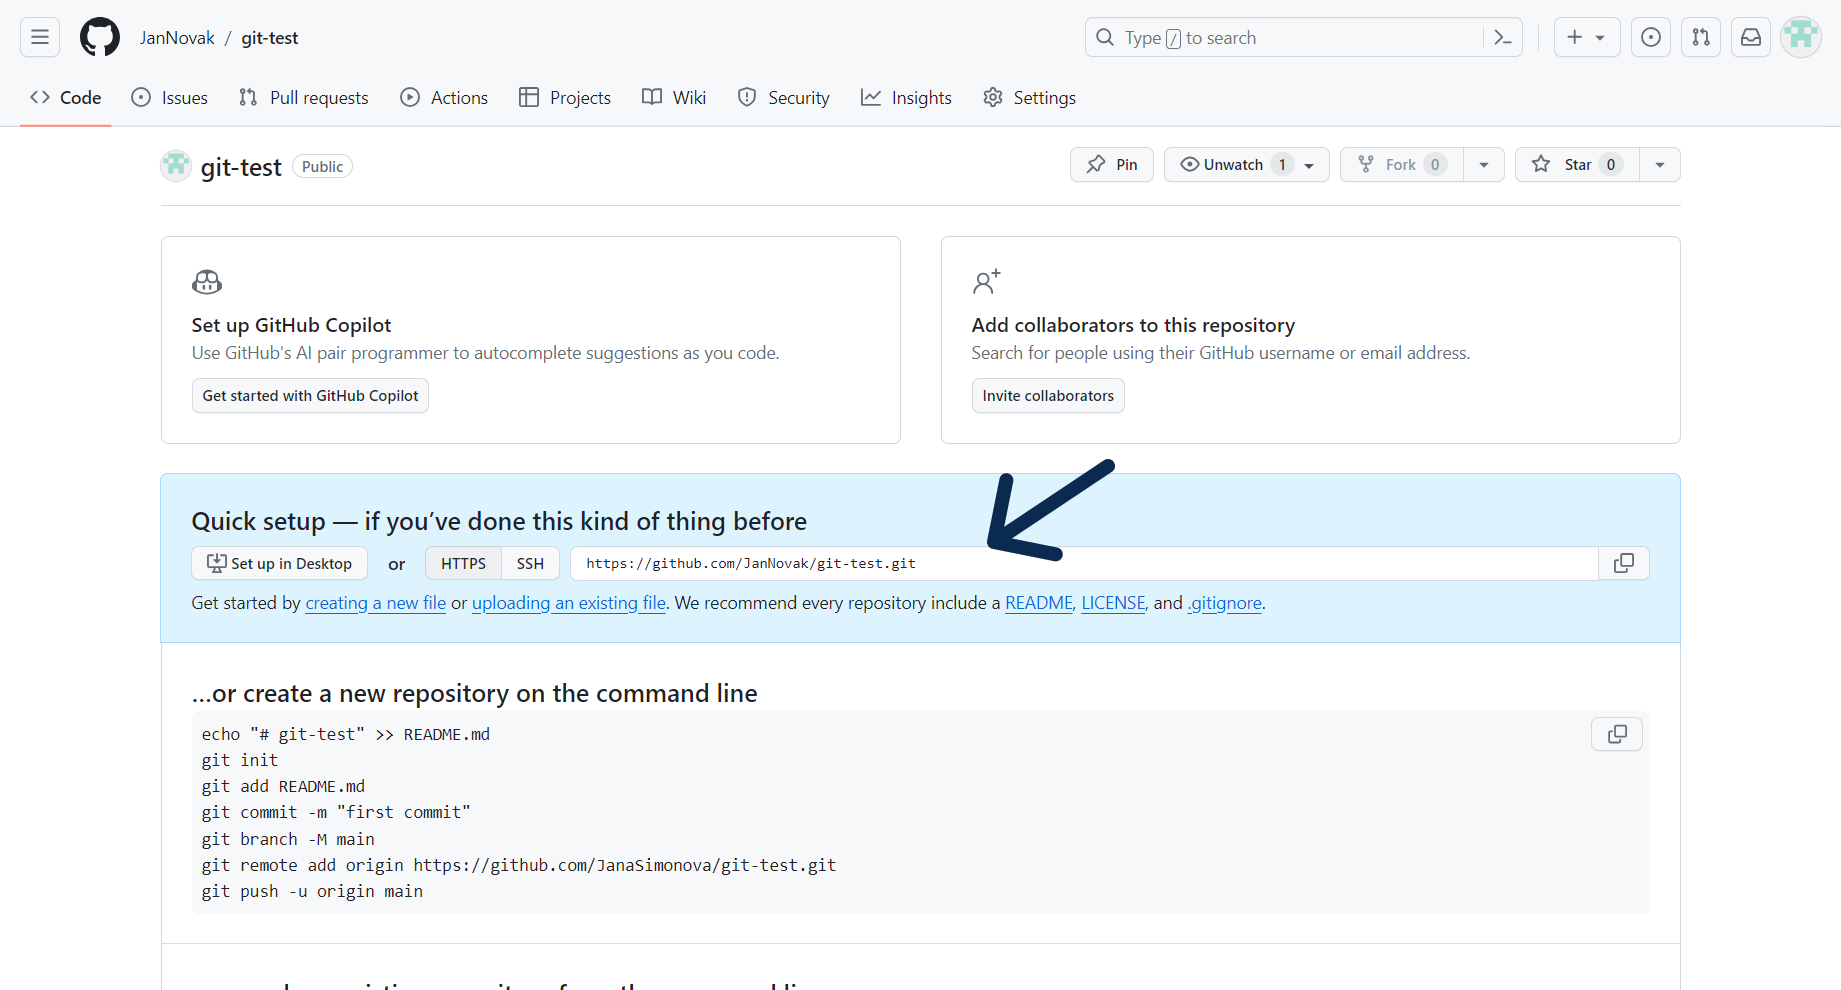 JanNovak / git-test
Type / to search
Code Issues Pull requests Actions Projects Wiki Security Insights Settings
git-test Public
Pin Unwatch 1 Fork 0 Star 0
Set up GitHub Copilot
Use GitHub's AI pair programmer to autocomplete suggestions as you code.
Get started with GitHub Copilot
Add collaborators to this repository
Search for people using their GitHub username or email address.
Invite collaborators
Quick setup — if you’ve done this kind of thing before
Set up in Desktop or HTTPS SSH https://github.com/JanNovak/git-test.git
Get started by creating a new file or uploading an existing file. We recommend every repository include a README, LICENSE, and .gitignore.
…or create a new repository on the command line
echo "# git-test" >> README.md
git init
git add README.md
git commit -m "first commit"
git branch -M main
git remote add origin https://github.com/JanaSimonova/git-test.git
git push -u origin main